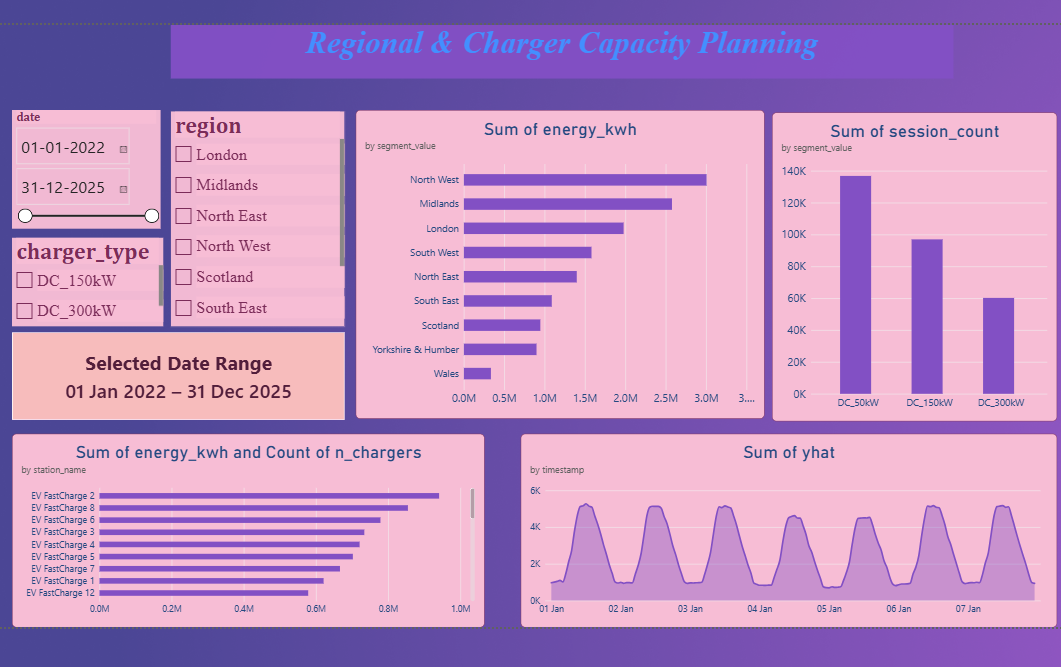 Regional & Charger Capacity Planning
date
01-01-2022
31-12-2025
charger_type
DC_150kW
DC_300kW
region
London
Midlands
North East
North West
Scotland
South East
Selected Date Range
01 Jan 2022 – 31 Dec 2025
Sum of energy_kwh
by segment_value
North West
Midlands
London
South West
North East
South East
Scotland
Yorkshire & Humber
Wales
0.0M 0.5M 1.0M 1.5M 2.0M 2.5M 3.0M 3....
Sum of session_count
by segment_value
140K
120K
100K
80K
60K
40K
20K
0K
DC_50kW DC_150kW DC_300kW
Sum of energy_kwh and Count of n_chargers
by station_name
EV FastCharge 2
EV FastCharge 8
EV FastCharge 6
EV FastCharge 3
EV FastCharge 4
EV FastCharge 5
EV FastCharge 7
EV FastCharge 1
EV FastCharge 12
0.0M 0.2M 0.4M 0.6M 0.8M 1.0M
Sum of yhat
by timestamp
6K
4K
2K
0K
01 Jan 02 Jan 03 Jan 04 Jan 05 Jan 06 Jan 07 Jan